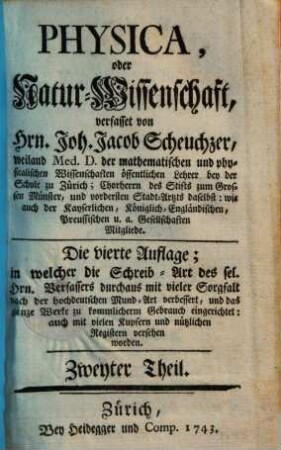 PHYSICA,
oder
Natur-Wissenschaft,
verfasset von
Hrn. Joh. Jacob Scheuchzer,
weiland Med. D. der mathematischen und phy-
sicalischen Wissenschaften öffentlichen Lehrer bey der
Schule zu Zürich; Chorherrn des Stifts zum Gros-
sen Münster, und vordersten Stadt-Arzts daselbst: wie
auch der Kayserlichen, Königlich-Engländischen,
Preussischen u. a. Gesellschaften
Mitgliede.
Die vierte Auflage;
in welcher die Schreib-Art des sel.
Hrn. Verfassers durchaus mit vieler Sorgfalt
nach der hochdeutschen Mund-Art verbessert, und das
ganze Werke zu kommlicherm Gebrauch eingerichtet:
auch mit vielen Kupfern und nützlichen
Registern versehen
worden.
Zweyter Theil.
Zürich,
Bey Heidegger und Comp. 1743.